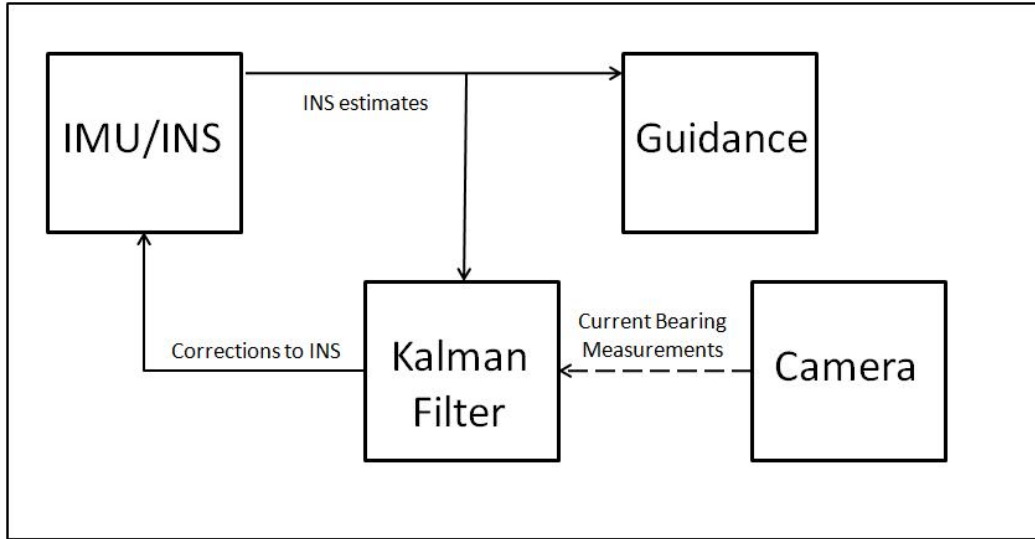 IMU/INS
INS estimates
Guidance
Corrections to INS
Kalman
Filter
Current Bearing
Measurements
Camera